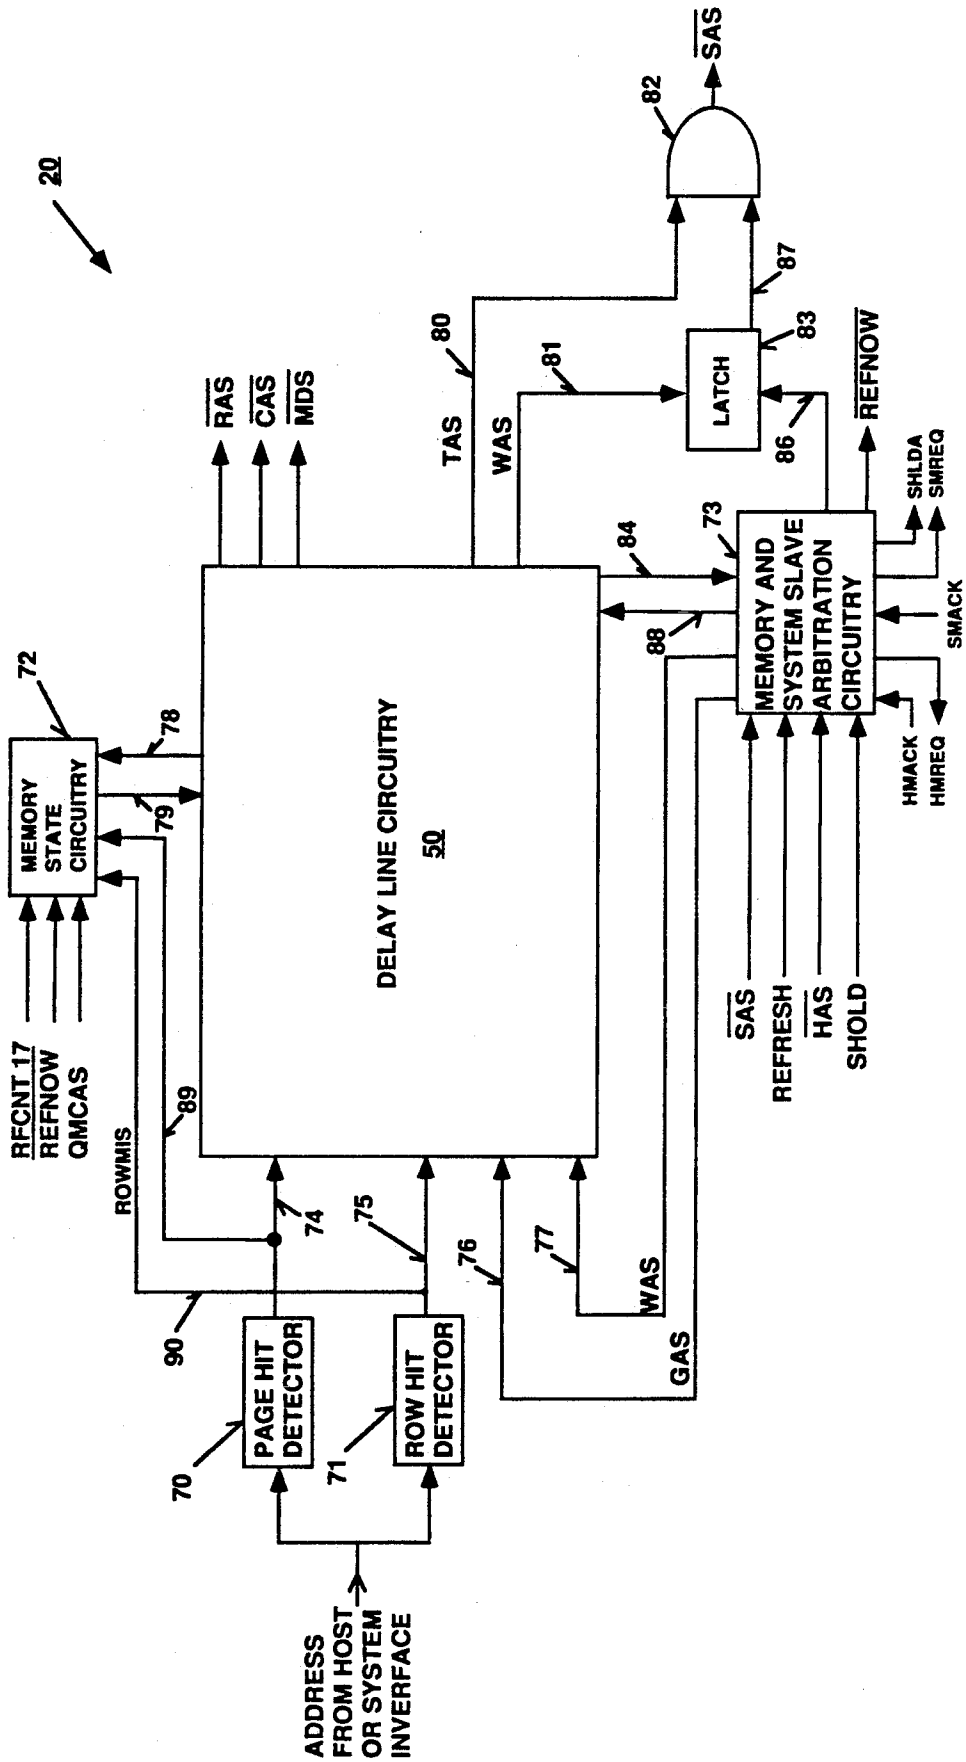 20
RFCNT 17
REFNOW
QMCAS
MEMORY
STATE
CIRCUITRY
72
78
79
ROWMIS
89
90
RAS
CAS
MDS
ADDRESS
FROM HOST
OR SYSTEM
INVERFACE
70
PAGE HIT
DETECTOR
74
71
ROW HIT
DETECTOR
75
76
77
DELAY LINE CIRCUITRY
50
TAS
80
WAS
81
82
SAS
LATCH
83
87
86
84
88
73
WAS
GAS
MEMORY AND
SYSTEM SLAVE
ARBITRATION
CIRCUITRY
SAS
REFRESH
HAS
SHOLD
REFNOW
SHLDA
SMREQ
SMACK
HMACK
HMREQ